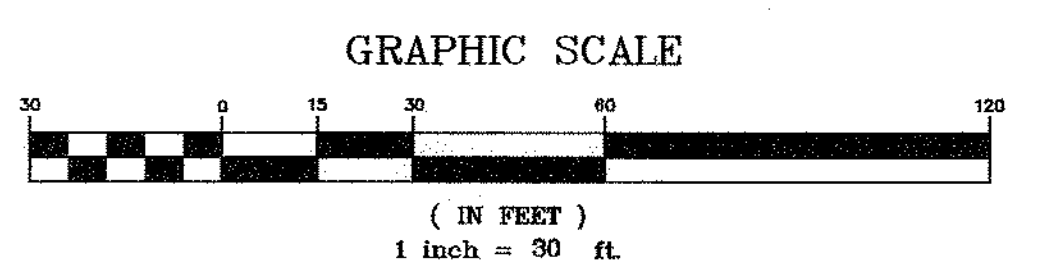 GRAPHIC SCALE
30 0 15 30 60 120
( IN FEET )
1 inch = 30 ft.